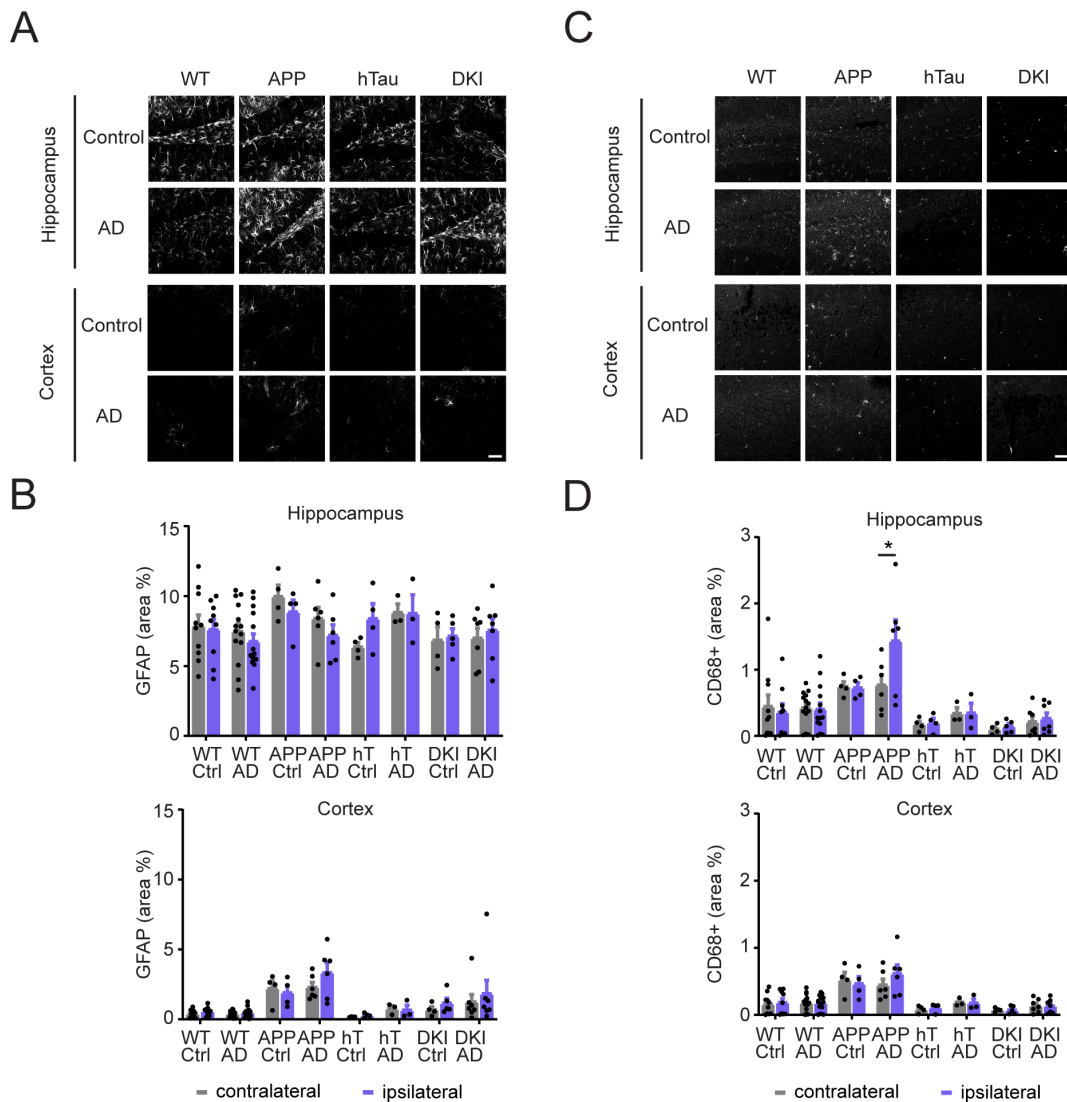 A
WT APP hTau DKI
Hippocampus
Control
AD
Cortex
Control
AD
C
WT APP hTau DKI
Hippocampus
Control
AD
Cortex
Control
AD
B
Hippocampus
GFAP (area %)
15
10
5
0
WT WT APP APP hT hT DKI DKI
Ctrl AD Ctrl AD Ctrl AD Ctrl AD
Cortex
GFAP (area %)
15
10
5
0
WT WT APP APP hT hT DKI DKI
Ctrl AD Ctrl AD Ctrl AD Ctrl AD
contralateral ipsilateral
D
Hippocampus
CD68+ (area %)
3
2
1
0
*
WT WT APP APP hT hT DKI DKI
Ctrl AD Ctrl AD Ctrl AD Ctrl AD
Cortex
CD68+ (area %)
3
2
1
0
WT WT APP APP hT hT DKI DKI
Ctrl AD Ctrl AD Ctrl AD Ctrl AD
contralateral ipsilateral